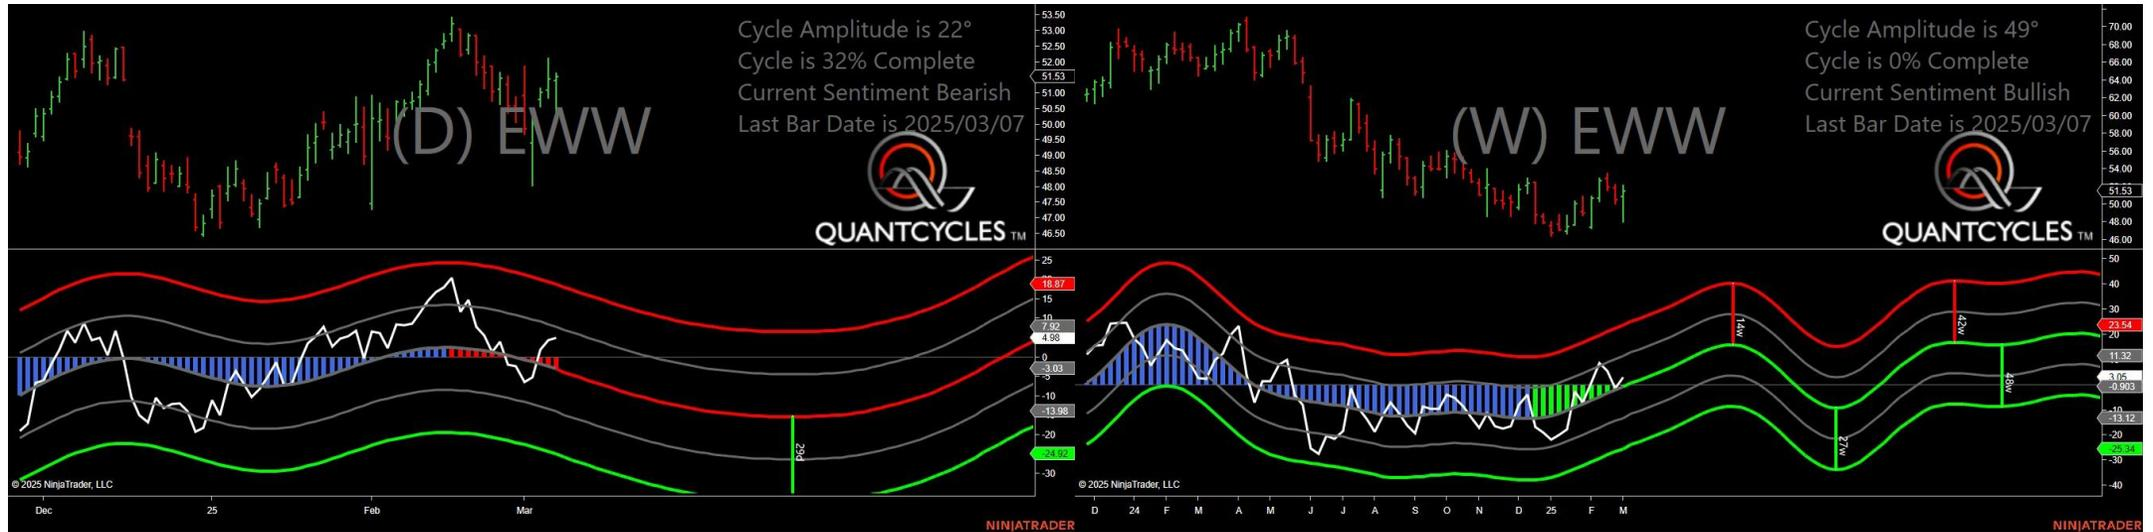 Cycle Amplitude is 22°
Cycle is 32% Complete
Current Sentiment Bearish
Last Bar Date is 2025/03/07
(D) EWW
QUANTCYCLES TM
53.50
53.00
52.50
52.00
51.53
51.00
50.50
50.00
49.50
49.00
48.50
48.00
47.50
47.00
46.50
25
18.87
15
10
7.92
4.98
0
-3.03
-5
-10
-13.98
-20
-24.92
-30
29d
© 2025 NinjaTrader, LLC
Dec 25 Feb Mar
NINJATRADER
Cycle Amplitude is 49°
Cycle is 0% Complete
Current Sentiment Bullish
Last Bar Date is 2025/03/07
(W) EWW
QUANTCYCLES TM
70.00
68.00
66.00
64.00
62.00
60.00
58.00
56.00
54.00
51.53
50.00
48.00
46.00
50
40
30
23.54
20
11.32
3.05
-0.903
-10
-13.12
-20
-25.34
-30
-40
14w
27w
42w
48w
© 2025 NinjaTrader, LLC
D 24 F M A M J J A S O N D 25 F M
NINJATRADER